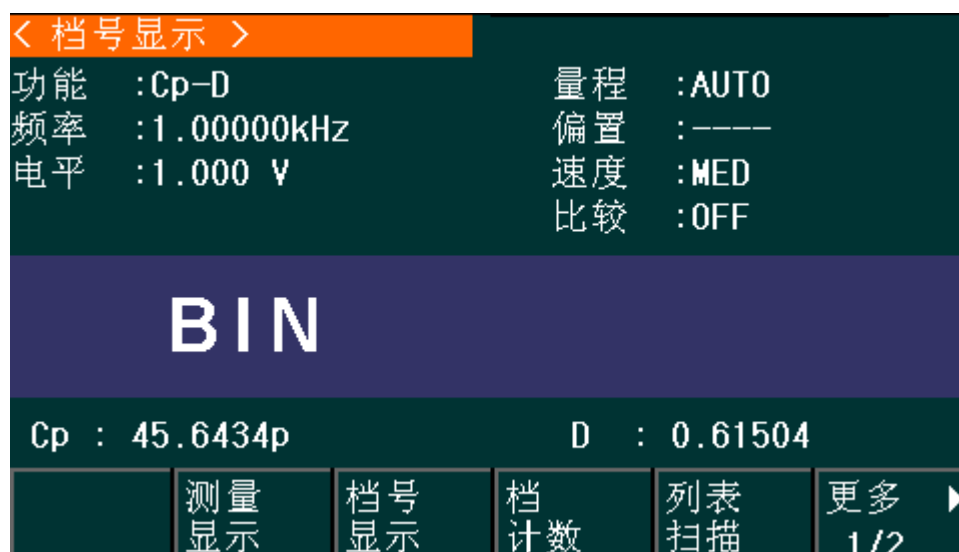 < 档号显示 >
功能 :Cp-D 量程 :AUTO
频率 :1.00000kHz 偏置 :----
电平 :1.000 V 速度 :MED
比较 :OFF
BIN
Cp : 45.6434p D : 0.61504
测量 档号 档 列表 更多 ▶
显示 显示 计数 扫描 1/2